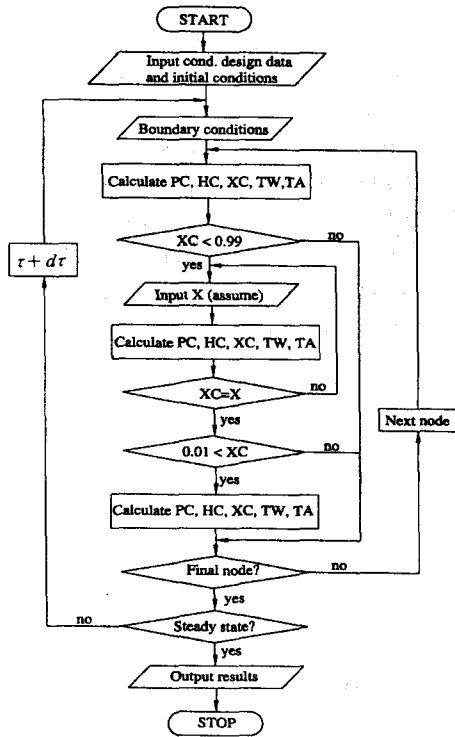 START
Input cond. design data
and initial conditions
Boundary conditions
Calculate PC, HC, XC, TW,TA
XC < 0.99
no
yes
τ + dτ
Input X (assume)
Calculate PC, HC, XC, TW, TA
XC=X
no
yes
Next node
0.01 < XC
no
yes
Calculate PC, HC, XC, TW, TA
Final node?
no
yes
no
Steady state?
yes
Output results
STOP